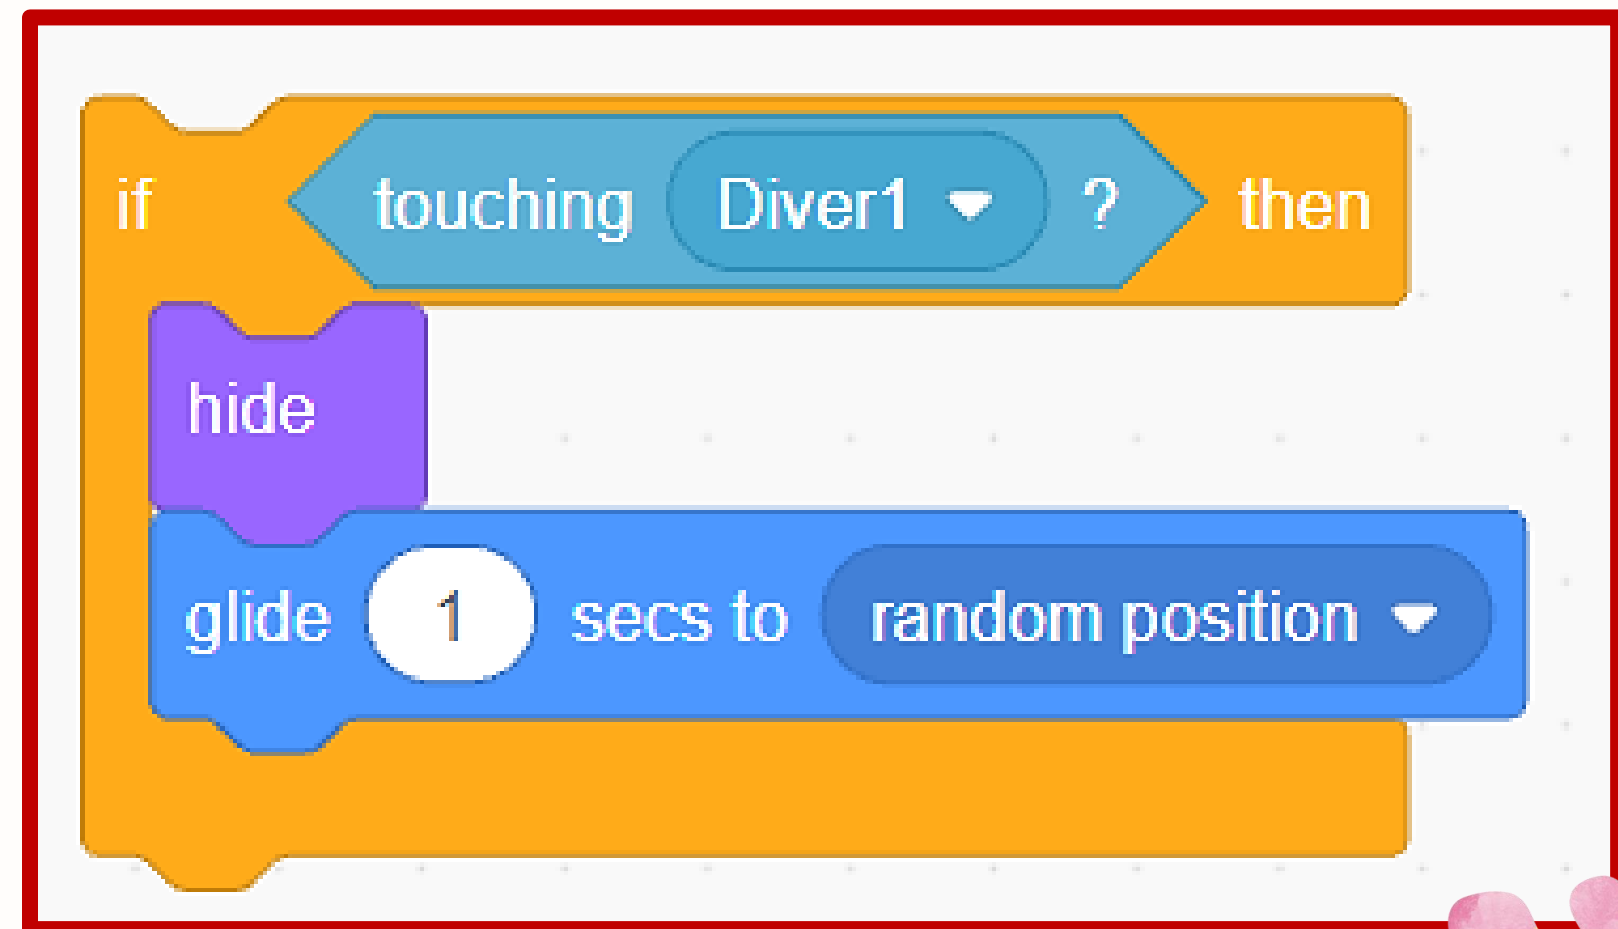 if touching Diver1 ? then
hide
glide 1 secs to random position